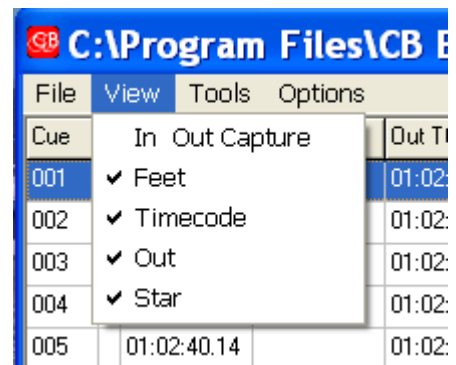 CB C:\Program Files\CB
File View Tools Options
Cue Out
In Out Capture
Feet
Timecode
Out
Star
001 01:02:
002 01:02:
003 01:02:
004 01:02:
005 01:02:40.14 01:02: